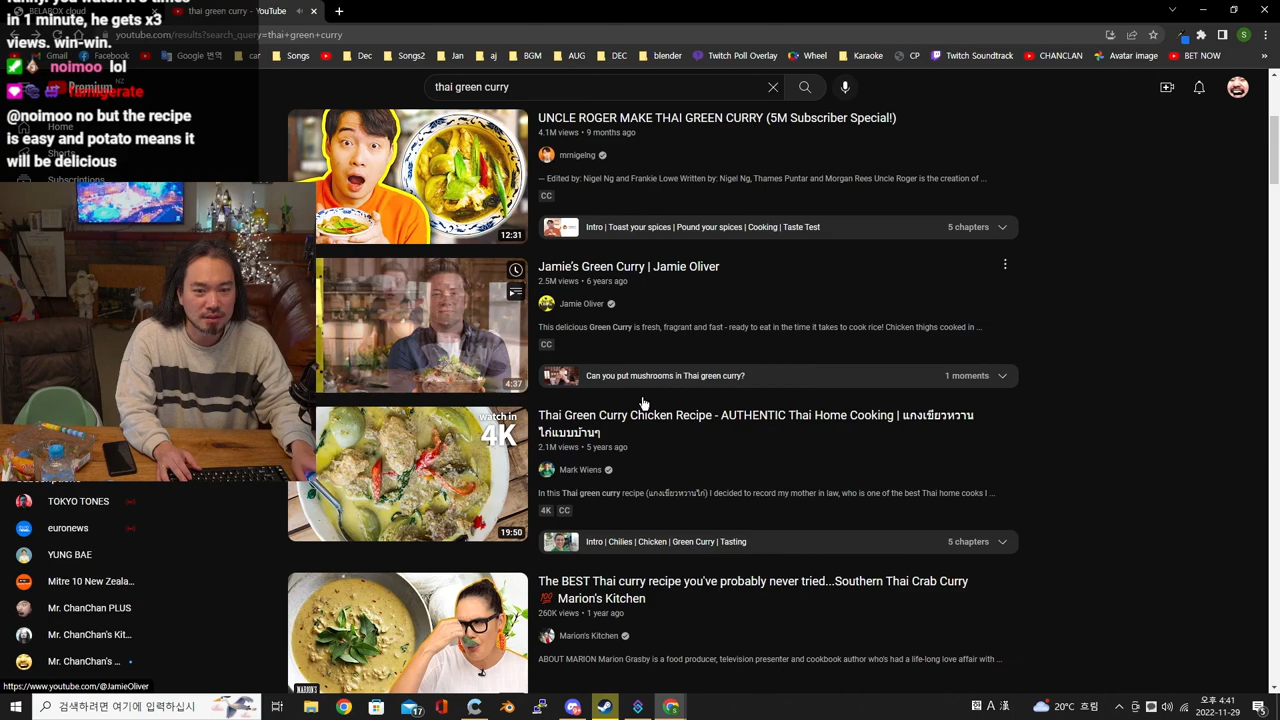 BELABOX cloud
thai green curry - YouTube
youtube.com/results?search_query=thai+green+curry
in 1 minute, he gets x3
views. win-win.
Gmail
Facebook
Google 번역
Songs
Jan
aj
Songs
BGM
AUG
DEC
blender
Twitch Overlay
Wheel
Karaoke
CP
Twitch Soundtrack
CHANCLAN
Avatar image
BET NOW
noimoo lol
Premium NZ
fumigerate
@noimoo no but the recipe
is easy and potato means it
will be delicious
Home
Shorts
Subscriptions
thai green curry
UNCLE ROGER MAKE THAI GREEN CURRY (5M Subscriber Special!)
4.1M views • 9 months ago
mrnigelng
— Edited by: Nigel Ng and Frankie Lowe Written by: Nigel Ng, Thames Puntar and Morgan Rees Uncle Roger is the creation of ...
CC
12:31
Intro | Toast your spices | Pound your spices | Cooking | Taste Test
5 chapters
Jamie's Green Curry | Jamie Oliver
2.5M views • 6 years ago
Jamie Oliver
This delicious Green Curry is fresh, fragrant and fast - ready to eat in the time it takes to cook rice! Chicken thighs cooked in ...
CC
4:37
Can you put mushrooms in Thai green curry?
1 moments
watch in
4K
19:50
Thai Green Curry Chicken Recipe - AUTHENTIC Thai Home Cooking | แกงเขียวหวาน
ไก่แบบบ้านๆ
2.1M views • 5 years ago
Mark Wiens
In this Thai green curry recipe (แกงเขียวหวานไก่) I decided to record my mother in law, who is one of the best Thai home cooks I ...
4K CC
Intro | Chilies | Chicken | Green Curry | Tasting
5 chapters
The BEST Thai curry recipe you've probably never tried...Southern Thai Crab Curry
💯 Marion's Kitchen
260K views • 1 year ago
Marion's Kitchen
ABOUT MARION Marion Grasby is a food producer, television presenter and cookbook author who's had a life-long love affair with ...
MARION'S
TOKYO TONES
euronews
YUNG BAE
Mitre 10 New Zeala...
Mr. ChanChan PLUS
Mr. ChanChan's Kit...
Mr. ChanChan's ...
https://www.youtube.com/@JamieOliver
검색하려면 여기에 입력하십시
17
20°C
A 漢
오후 4:41
2022-11-29